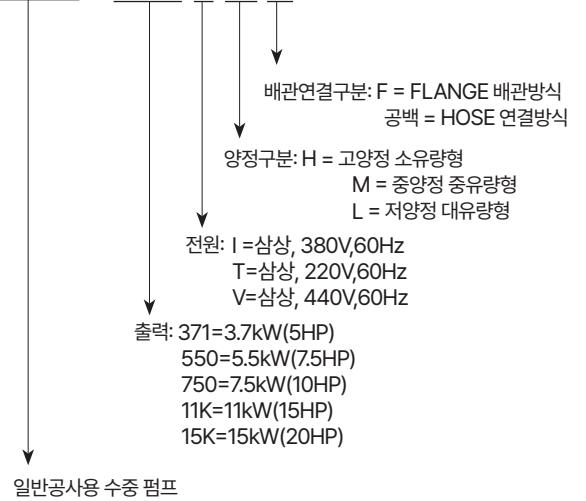 배관연결구분: F = FLANGE 배관방식
공백 = HOSE 연결방식
양정구분: H = 고양정 소유량형
M = 중양정 중유량형
L = 저양정 대유량형
전원: I =삼상, 380V,60Hz
T=삼상, 220V,60Hz
V=삼상, 440V,60Hz
출력: 371=3.7kW(5HP)
550=5.5kW(7.5HP)
750=7.5kW(10HP)
11K=11kW(15HP)
15K=15kW(20HP)
일반공사용 수중 펌프